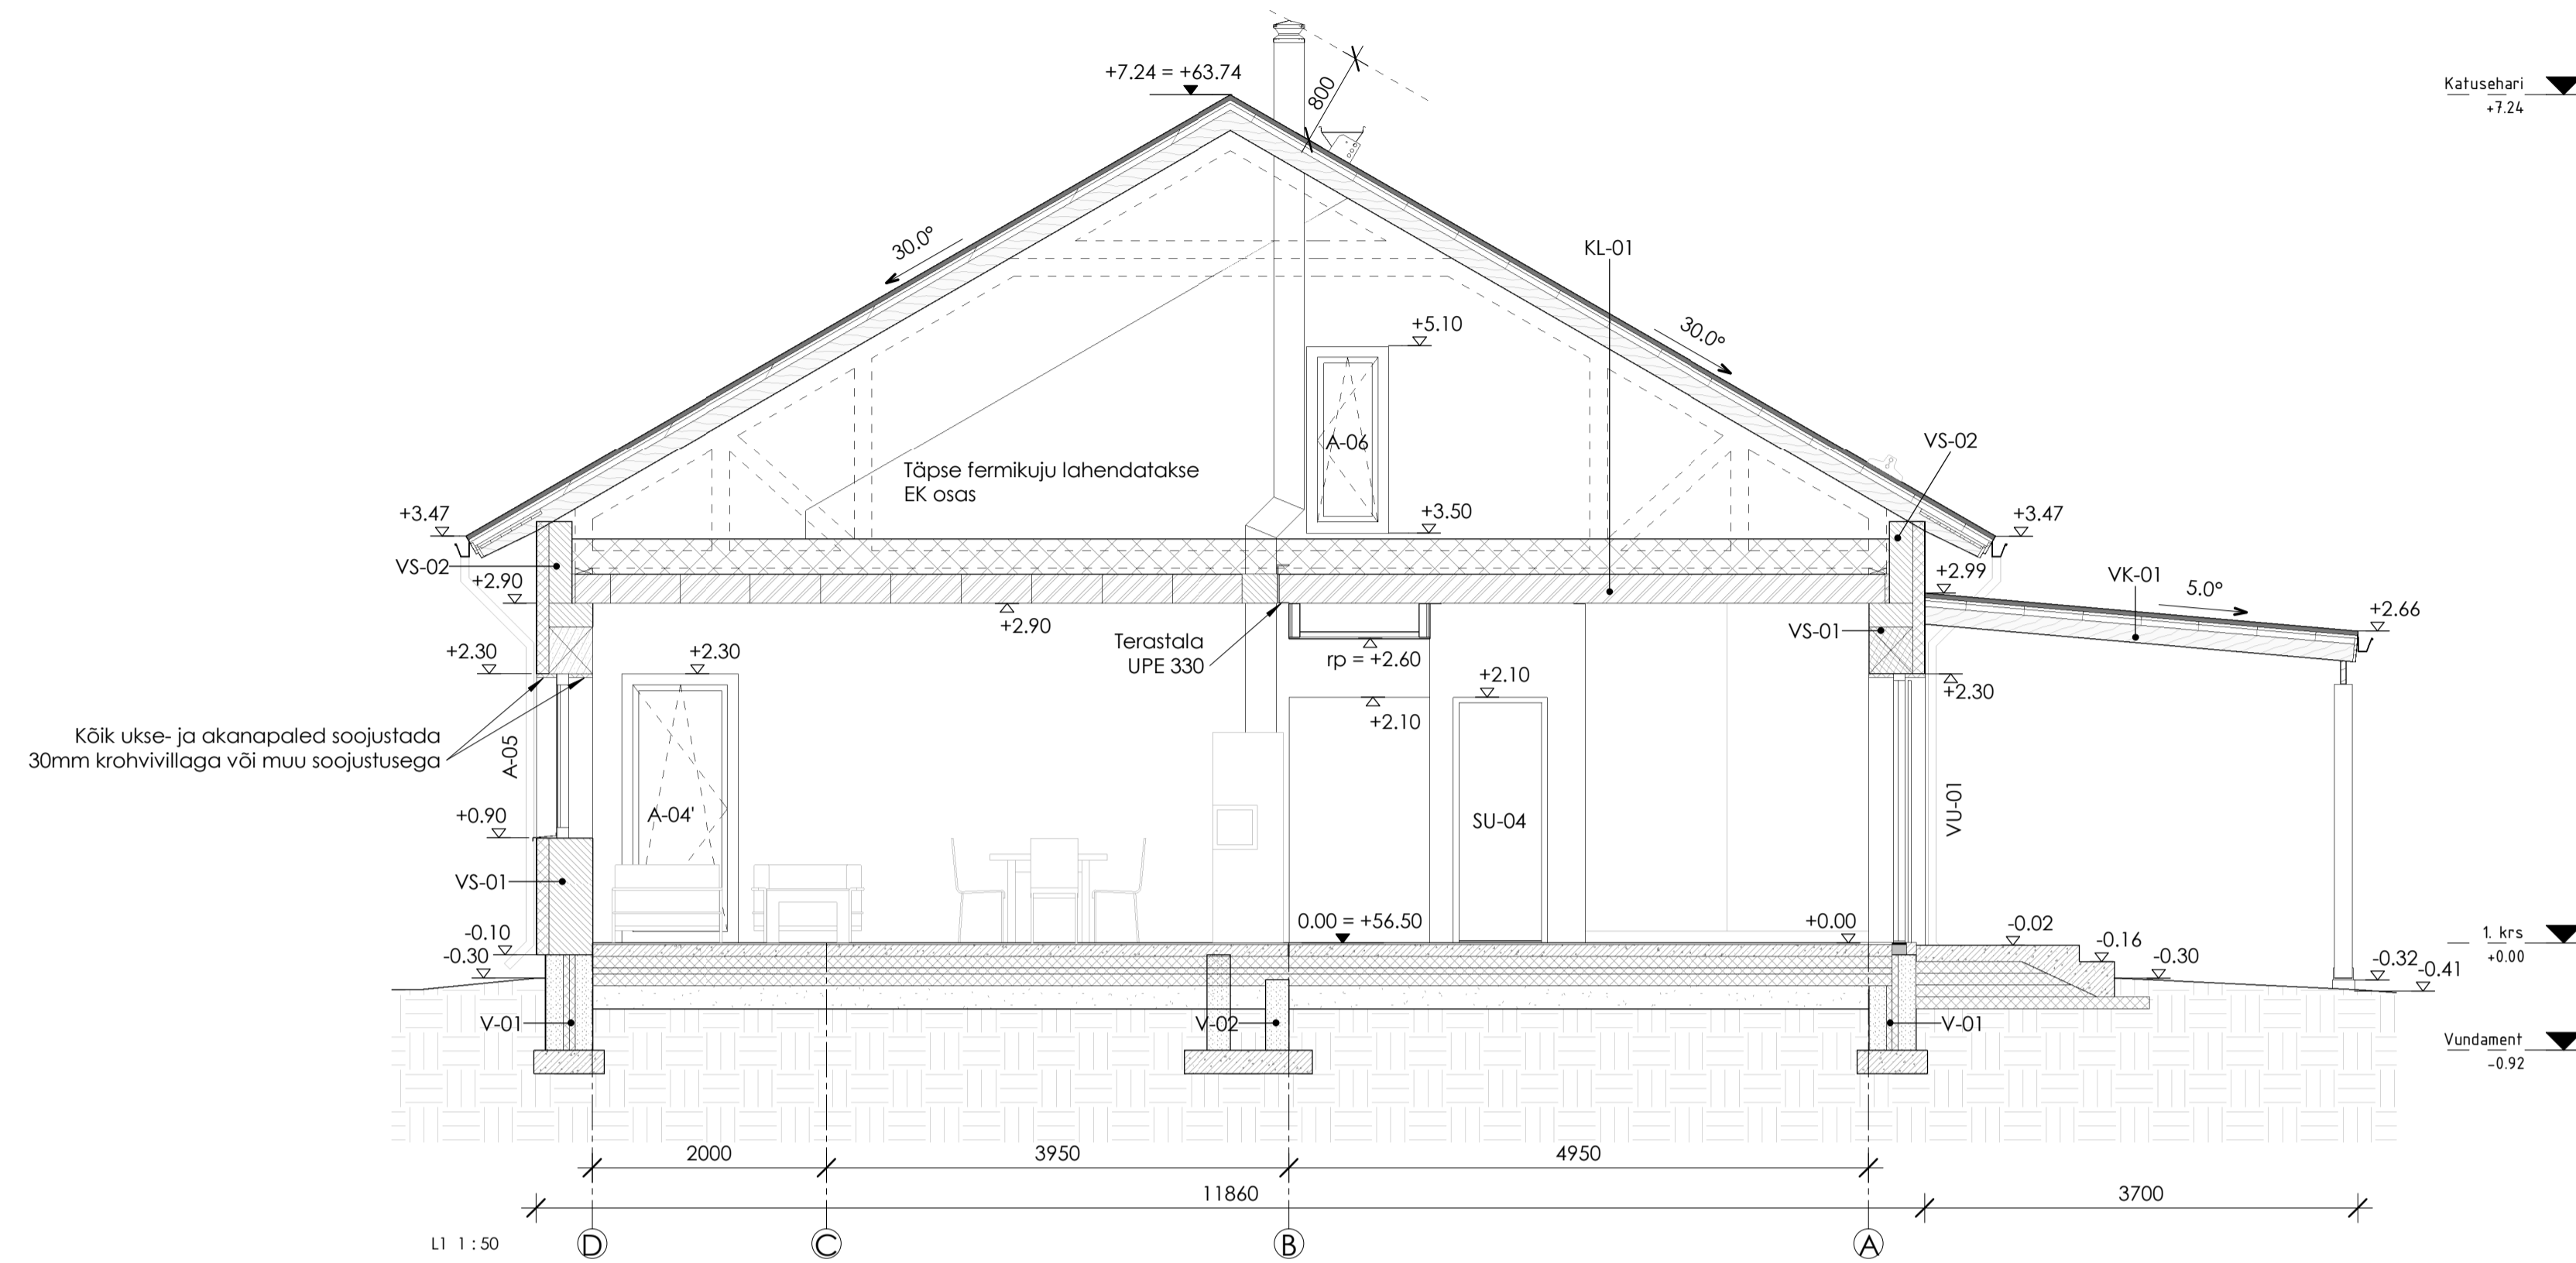 +7.24 = +63.74
800
Katusehari
+7.24
30.0°
KL-01
30.0°
+5.10
A-06
VS-02
Täpse fermikuju lahendatakse
EK osas
+3.50
+3.47
+3.47
VS-02
+2.90
+2.99
VK-01
5.0°
+2.66
+2.90
Terastala
UPE 330
VS-01
rp = +2.60
+2.30
+2.30
+2.10
+2.30
+2.10
Kõik ukse- ja akanapaled soojustada
30mm krohvivillaga või muu soojustusega
A-05
+0.90
A-04'
SU-04
VU-01
VS-01
-0.10
-0.30
0.00 = +56.50
+0.00
-0.02
-0.16
-0.30
-0.32
-0.41
1. krs
+0.00
V-01
V-02
V-01
Vundament
-0.92
2000
3950
4950
11860
3700
L1 1 : 50
D
C
B
A